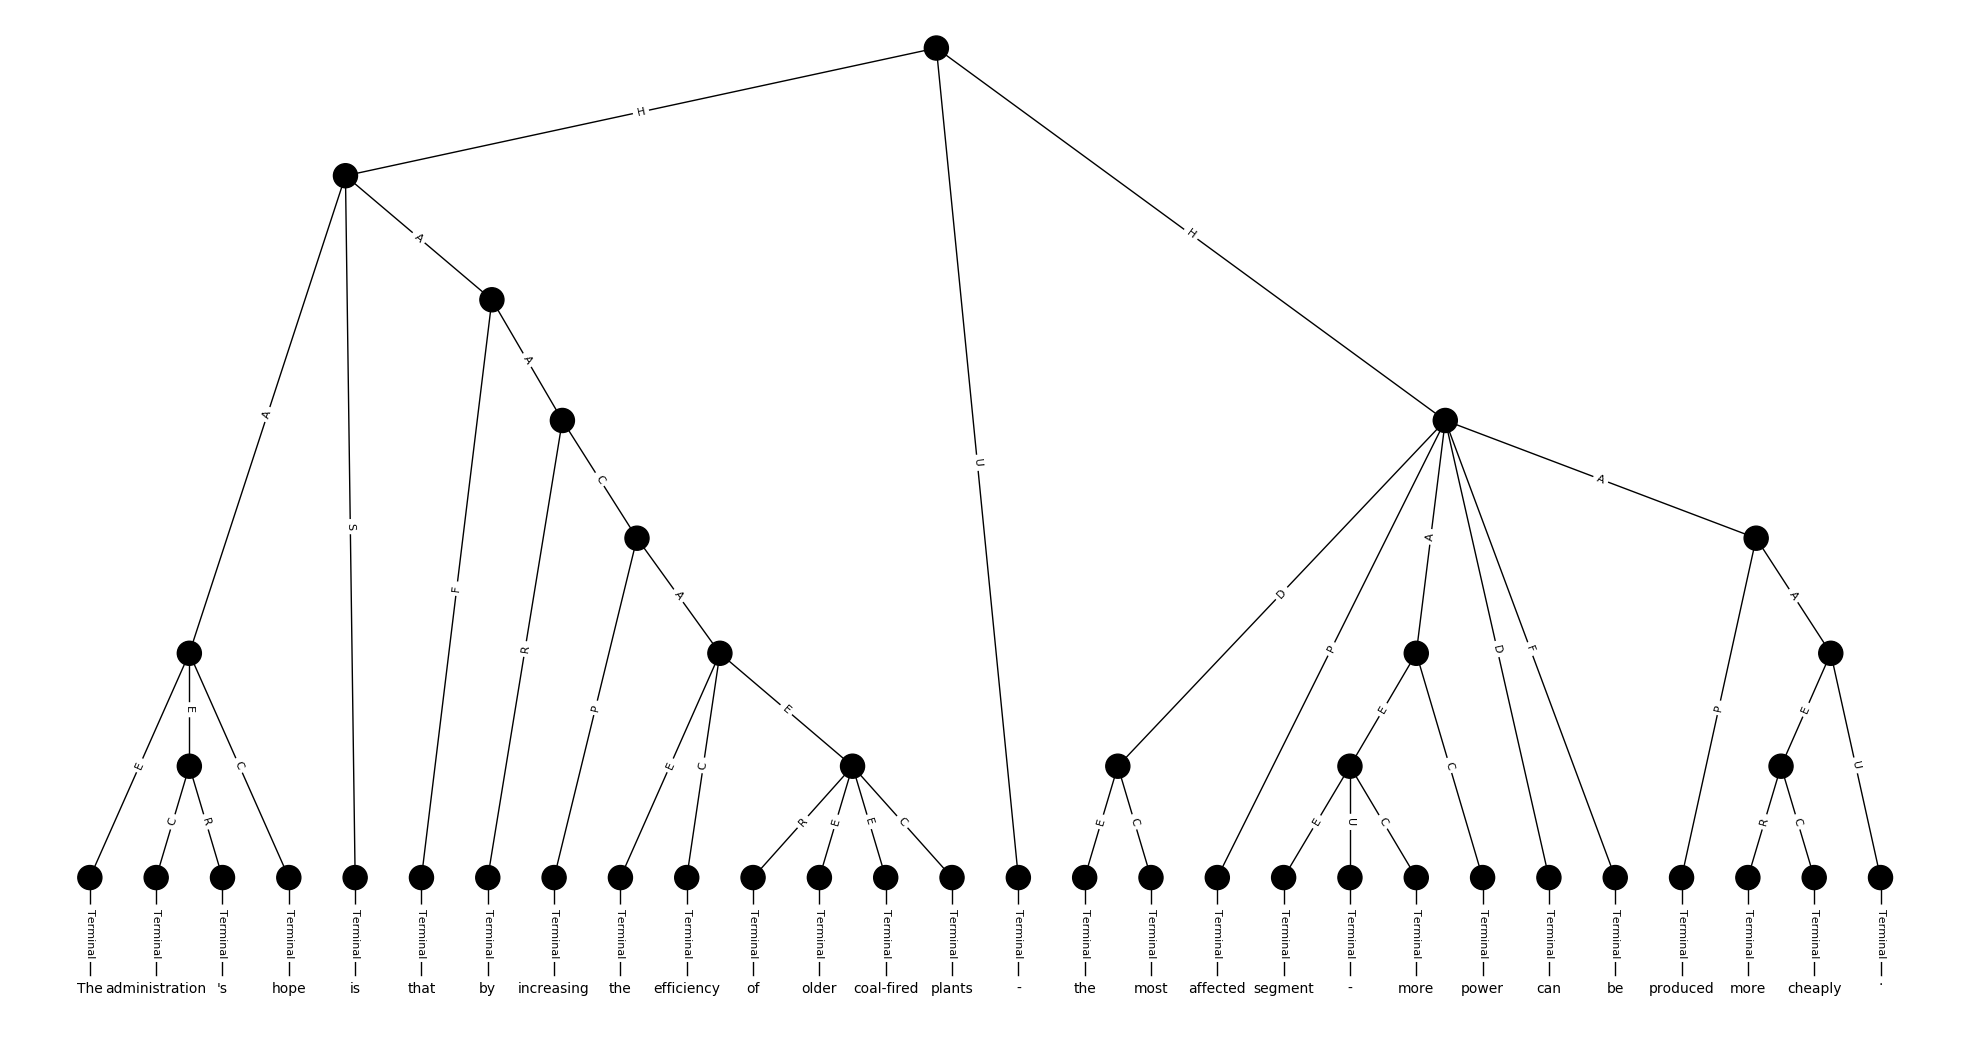 H
H
A
A
A
A
C
U
S
A
A
A
F
D
R
P
D
F
A
E
P
E
P
E
E
C
E
C
E
C
U
C
R
R
E
E
C
E
C
E
U
C
R
C
Terminal Terminal Terminal Terminal Terminal Terminal Terminal Terminal Terminal Terminal Terminal Terminal Terminal Terminal Terminal Terminal Terminal Terminal Terminal Terminal Terminal Terminal Terminal Terminal Terminal Terminal Terminal Terminal
The administration 's hope is that by increasing the efficiency of older coal-fired plants - the most affected segment - more power can be produced more cheaply .